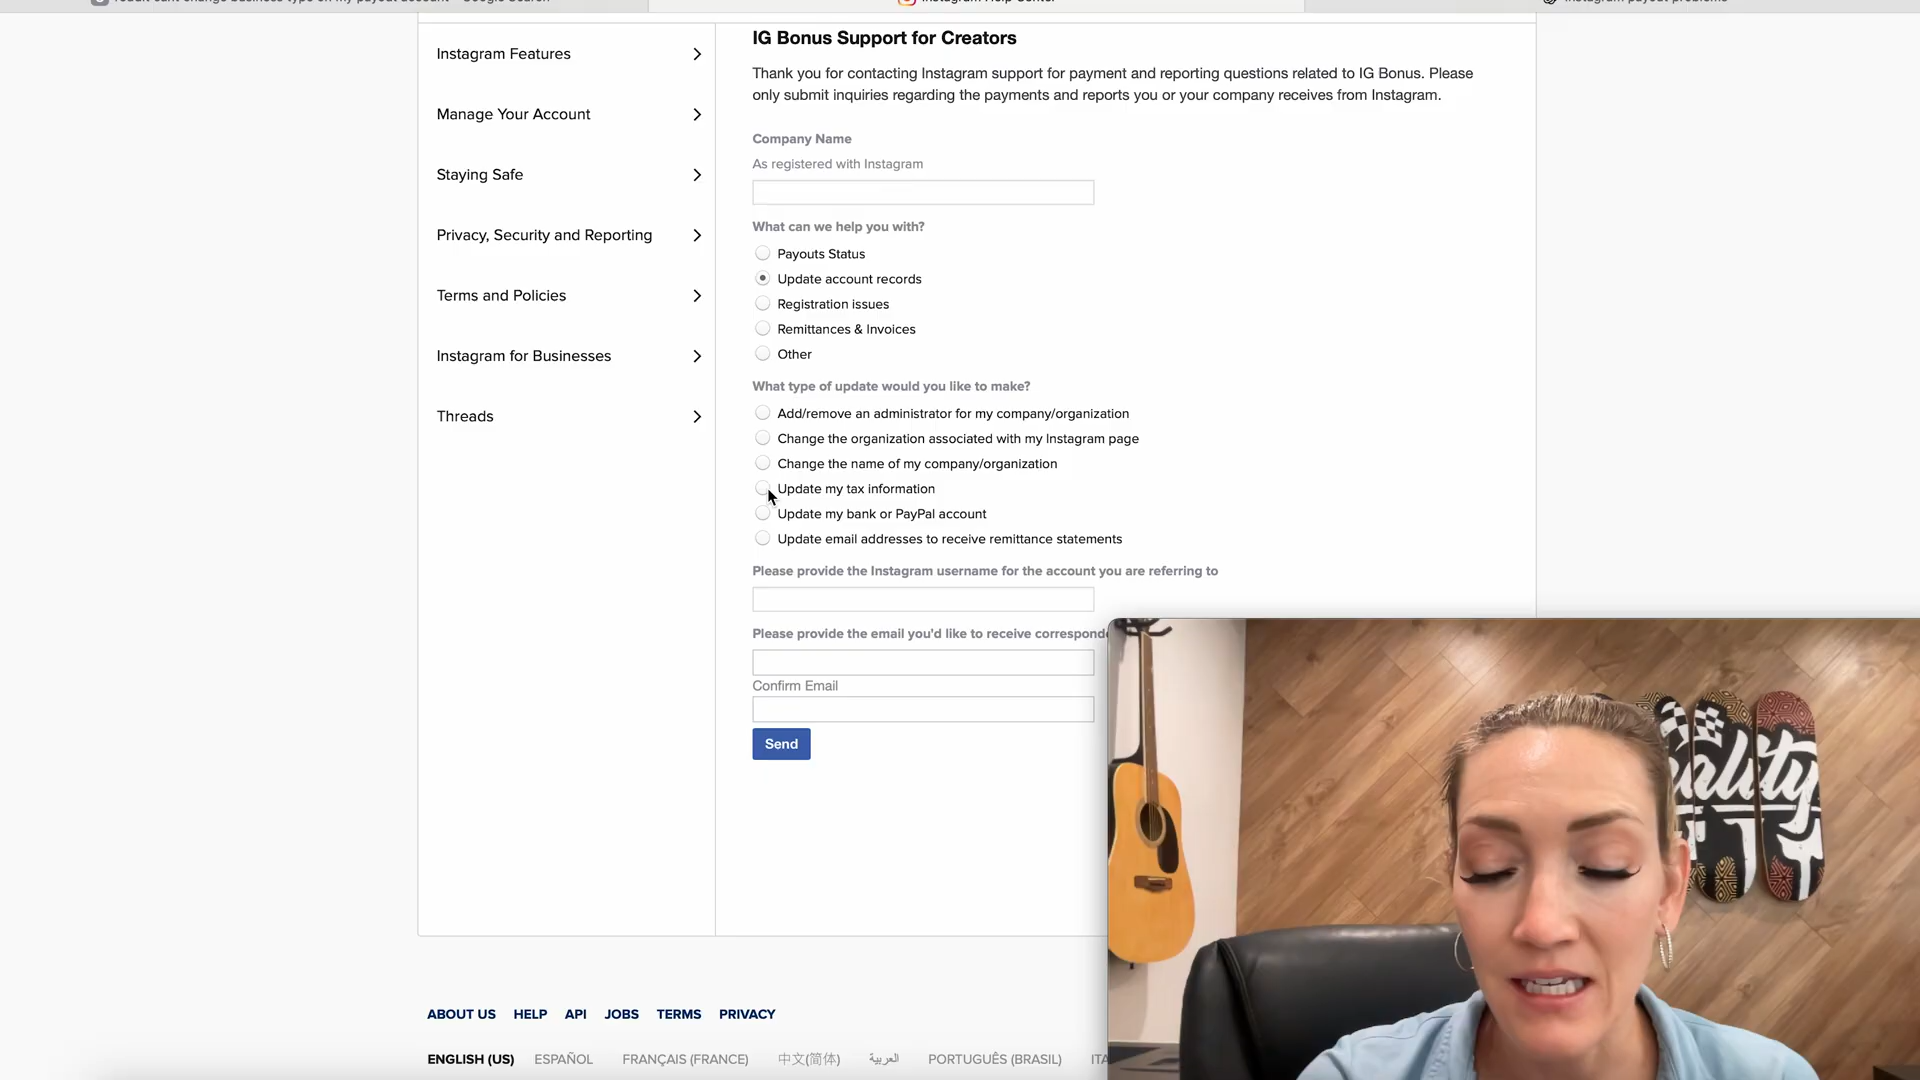 Instagram Help Center
Instagram payout problems
Instagram Features
Manage Your Account
Staying Safe
Privacy, Security and Reporting
Terms and Policies
Instagram for Businesses
Threads
IG Bonus Support for Creators
Thank you for contacting Instagram support for payment and reporting questions related to IG Bonus. Please
only submit inquiries regarding the payments and reports you or your company receives from Instagram.
Company Name
As registered with Instagram
What can we help you with?
Payouts Status
Update account records
Registration issues
Remittances & Invoices
Other
What type of update would you like to make?
Add/remove an administrator for my company/organization
Change the organization associated with my Instagram page
Change the name of my company/organization
Update my tax information
Update my bank or PayPal account
Update email addresses to receive remittance statements
Please provide the Instagram username for the account you are referring to
Please provide the email you'd like to receive corresponde
Confirm Email
Send
ABOUT US HELP API JOBS TERMS PRIVACY
ENGLISH (US) ESPAÑOL FRANÇAIS (FRANCE) 中文(简体) العربية PORTUGUÊS (BRASIL) ITA